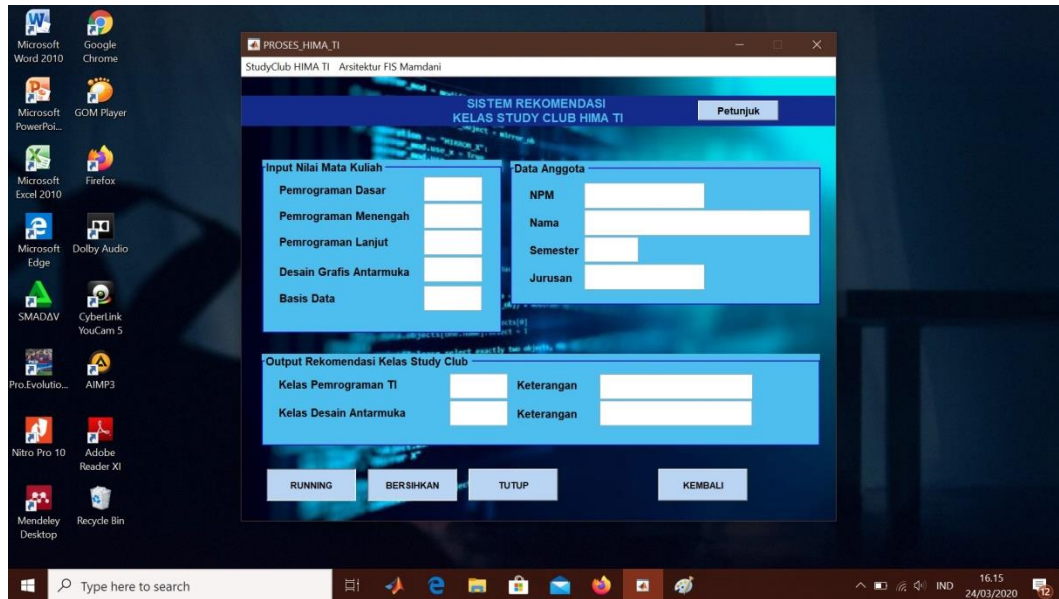 Microsoft Word 2010
Google Chrome
Microsoft PowerPoi...
GOM Player
Microsoft Excel 2010
Firefox
Microsoft Edge
Dolby Audio
SMADΔV
CyberLink YouCam 5
Pro.Evolutio...
AIMP3
Nitro Pro 10
Adobe Reader XI
Mendeley Desktop
Recycle Bin
PROSES_HIMA_TI
StudyClub HIMA TI Arsitektur FIS Mamdani
SISTEM REKOMENDASI
KELAS STUDY CLUB HIMA TI
Petunjuk
Input Nilai Mata Kuliah
Pemrograman Dasar
Pemrograman Menengah
Pemrograman Lanjut
Desain Grafis Antarmuka
Basis Data
Data Anggota
NPM
Nama
Semester
Jurusan
Output Rekomendasi Kelas Study Club
Kelas Pemrograman TI Keterangan
Kelas Desain Antarmuka Keterangan
RUNNING BERSIHKAN TUTUP KEMBALI
Type here to search
IND
16.15
24/03/2020
12